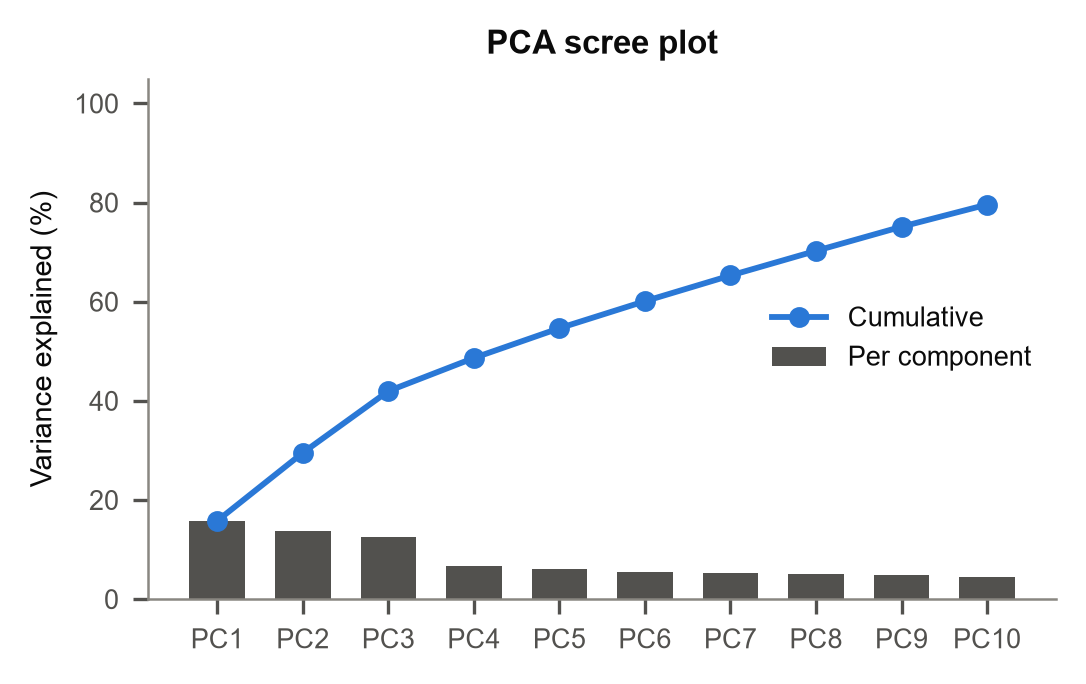 PCA scree plot
Variance explained (%)
100
80
60
40
20
0
Cumulative
Per component
PC1 PC2 PC3 PC4 PC5 PC6 PC7 PC8 PC9 PC10